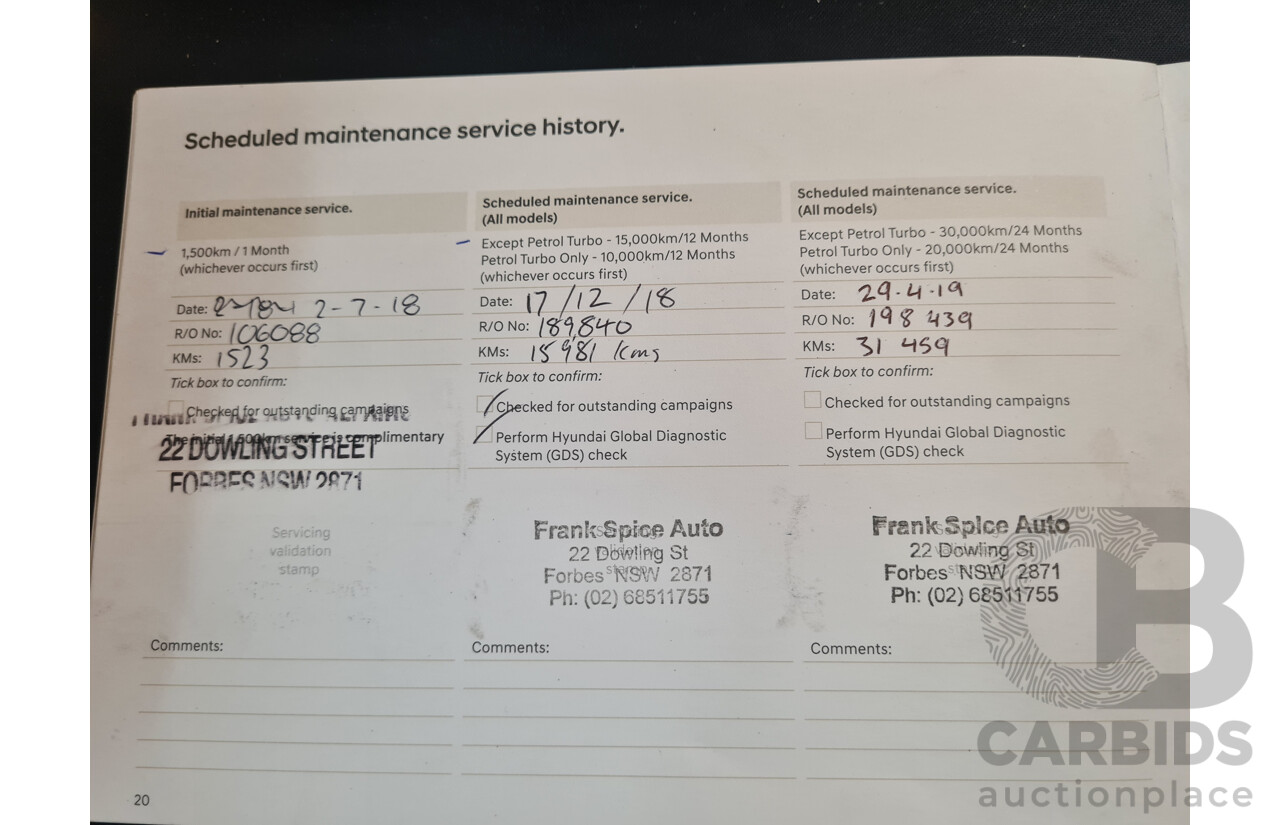 Scheduled maintenance service history.
Initial maintenance service.
1,500km / 1 Month
(whichever occurs first)
Date: 2-7-18
R/O No: 106088
KMs: 1523
Tick box to confirm:
Checked for outstanding campaigns
The initial 1,500km service is complimentary
22 DOWLING STREET
FORBES NSW 2871
Servicing
validation
stamp
Comments:
Scheduled maintenance service.
(All models)
Except Petrol Turbo - 15,000km/12 Months
Petrol Turbo Only - 10,000km/12 Months
(whichever occurs first)
Date: 17/12/18
R/O No: 189840
KMs: 15981 Kms
Tick box to confirm:
Checked for outstanding campaigns
Perform Hyundai Global Diagnostic
System (GDS) check
Frank Spice Auto
22 Dowling St
Forbes NSW 2871
Ph: (02) 68511755
Comments:
Scheduled maintenance service.
(All models)
Except Petrol Turbo - 30,000km/24 Months
Petrol Turbo Only - 20,000km/24 Months
(whichever occurs first)
Date: 29.4.19
R/O No: 198 439
KMs: 31 459
Tick box to confirm:
Checked for outstanding campaigns
Perform Hyundai Global Diagnostic
System (GDS) check
Frank Spice Auto
22 Dowling St
Forbes NSW 2871
Ph: (02) 68511755
Comments:
20
CB
CARBIDS
auctionplace